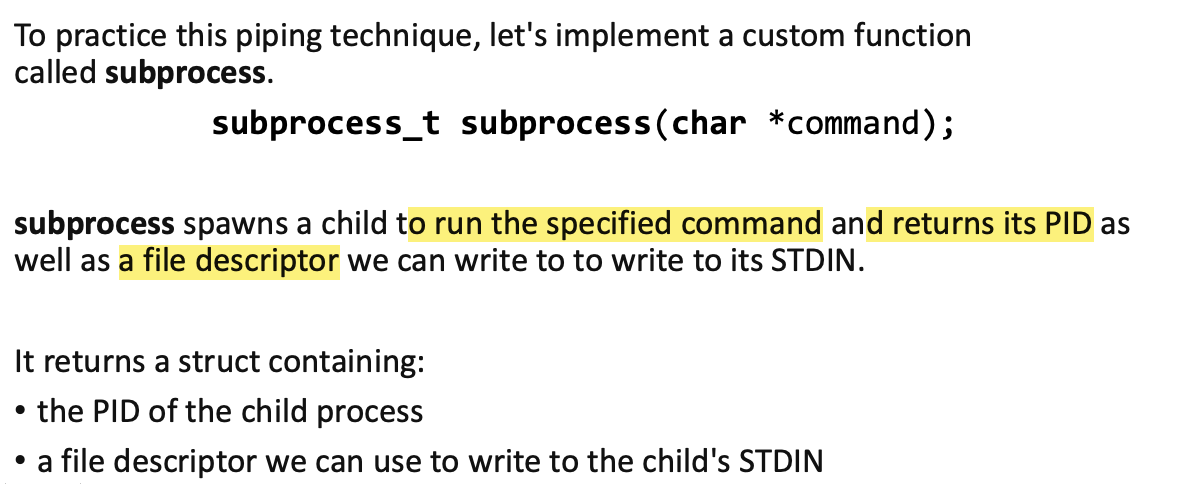 To practice this piping technique, let's implement a custom function
called subprocess.
subprocess_t subprocess(char *command);
subprocess spawns a child to run the specified command and returns its PID as
well as a file descriptor we can write to to write to its STDIN.
It returns a struct containing:
• the PID of the child process
• a file descriptor we can use to write to the child's STDIN